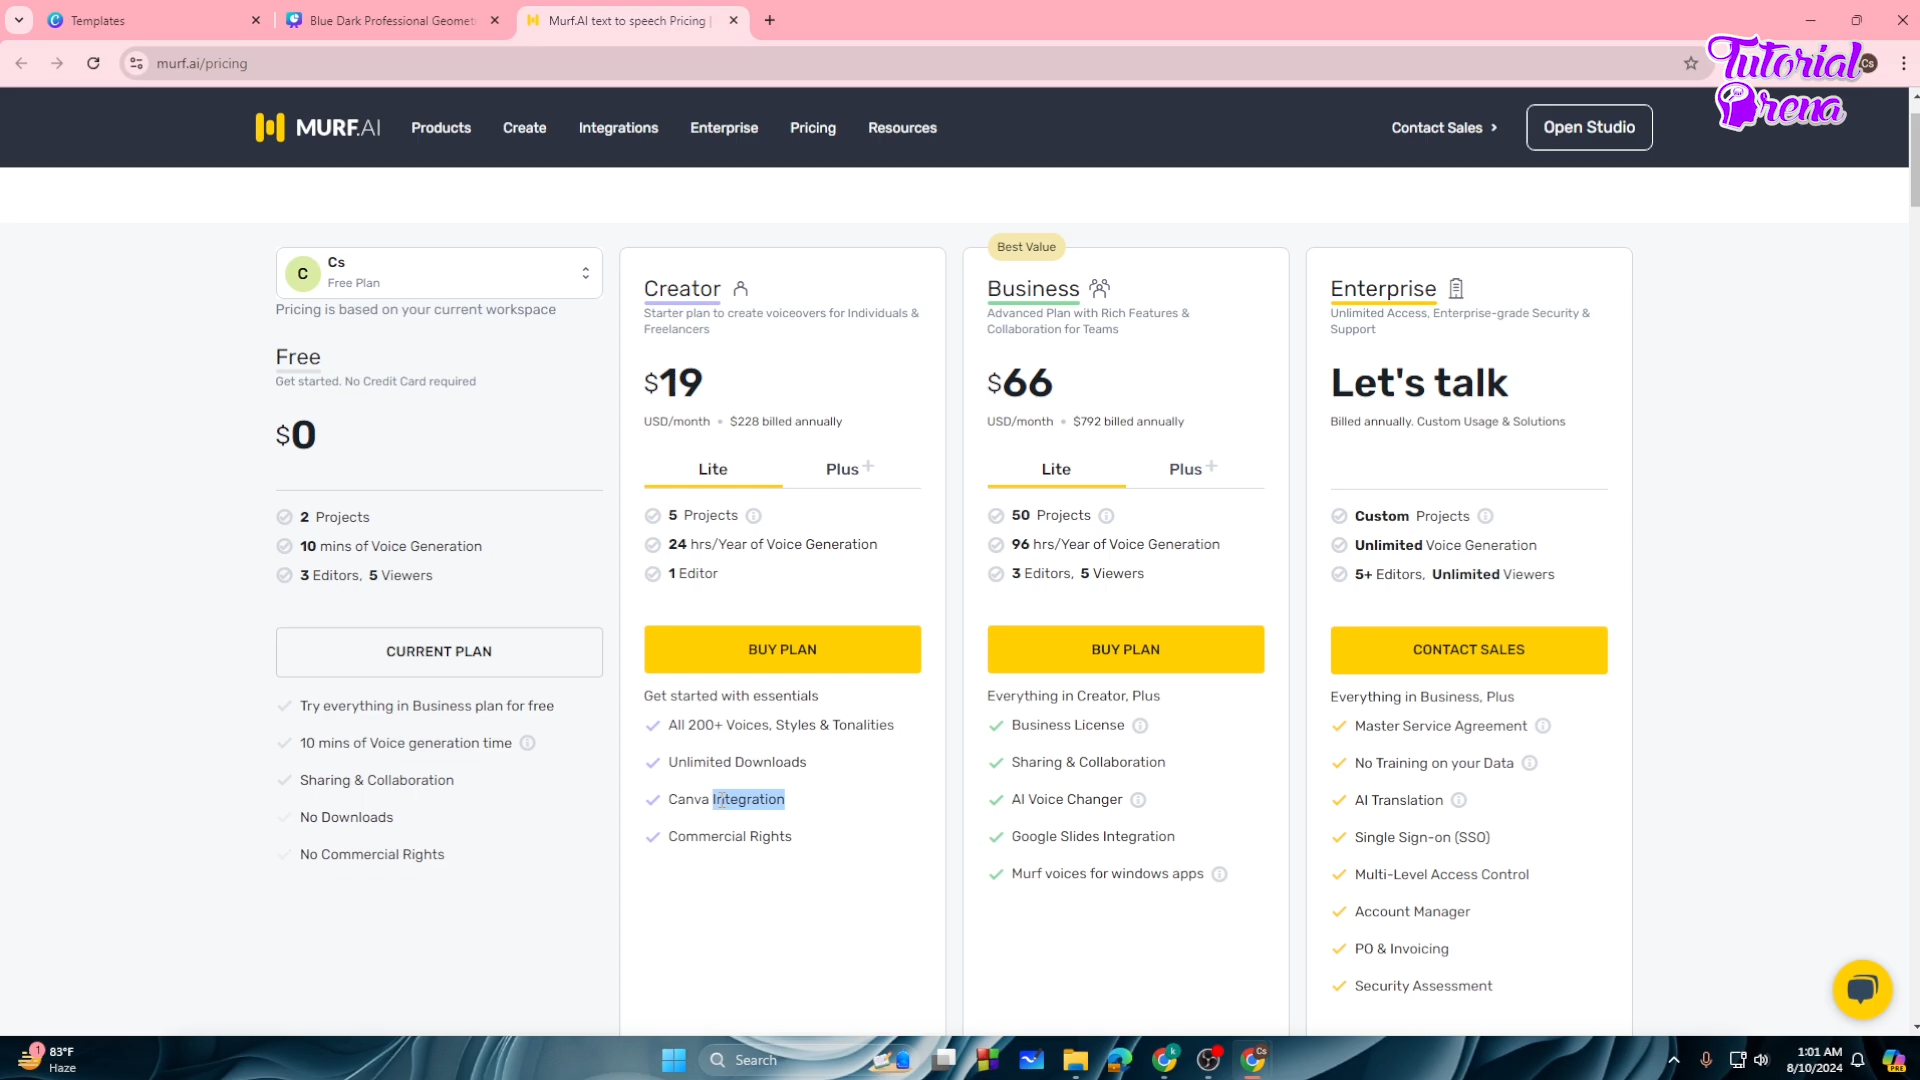 Templates
Blue Dark Professional Geomet
Murf.AI text to speech Pricing |
murf.ai/pricing
Cs
Tutorial
Arena
MURF.AI
Products
Create
Integrations
Enterprise
Pricing
Resources
Contact Sales
Open Studio
C
Cs
Free Plan
Pricing is based on your current workspace
Free
Get started. No Credit Card required
$0
2 Projects
10 mins of Voice Generation
3 Editors, 5 Viewers
CURRENT PLAN
Try everything in Business plan for free
10 mins of Voice generation time
Sharing & Collaboration
No Downloads
No Commercial Rights
Creator
Starter plan to create voiceovers for Individuals &
Freelancers
$19
USD/month • $228 billed annually
Lite
Plus+
5 Projects
24 hrs/Year of Voice Generation
1 Editor
BUY PLAN
Get started with essentials
All 200+ Voices, Styles & Tonalities
Unlimited Downloads
Canva Integration
Commercial Rights
Best Value
Business
Advanced Plan with Rich Features &
Collaboration for Teams
$66
USD/month • $792 billed annually
Lite
Plus+
50 Projects
96 hrs/Year of Voice Generation
3 Editors, 5 Viewers
BUY PLAN
Everything in Creator, Plus
Business License
Sharing & Collaboration
AI Voice Changer
Google Slides Integration
Murf voices for windows apps
Enterprise
Unlimited Access, Enterprise-grade Security &
Support
Let's talk
Billed annually. Custom Usage & Solutions
Custom Projects
Unlimited Voice Generation
5+ Editors, Unlimited Viewers
CONTACT SALES
Everything in Business, Plus
Master Service Agreement
No Training on your Data
AI Translation
Single Sign-on (SSO)
Multi-Level Access Control
Account Manager
PO & Invoicing
Security Assessment
1
83°F
Haze
Search
k
Cs
1:01 AM
8/10/2024
PRE